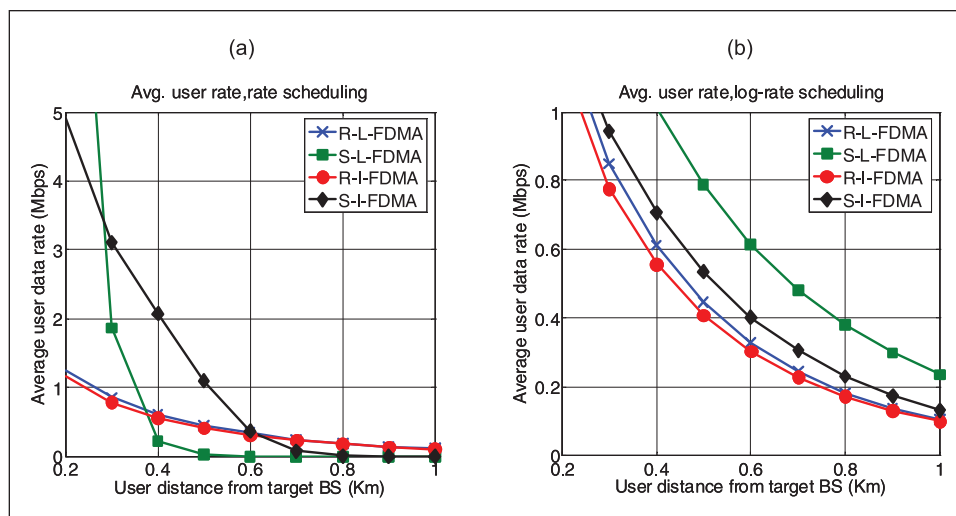 (a)
Avg. user rate,rate scheduling
Average user data rate (Mbps)
5
4
3
2
1
0
0.2
0.4
0.6
0.8
1
User distance from target BS (Km)
R-L-FDMA
S-L-FDMA
R-I-FDMA
S-I-FDMA
(b)
Avg. user rate,log-rate scheduling
Average user data rate (Mbps)
1
0.8
0.6
0.4
0.2
0
0.2
0.4
0.6
0.8
1
User distance from target BS (Km)
R-L-FDMA
S-L-FDMA
R-I-FDMA
S-I-FDMA